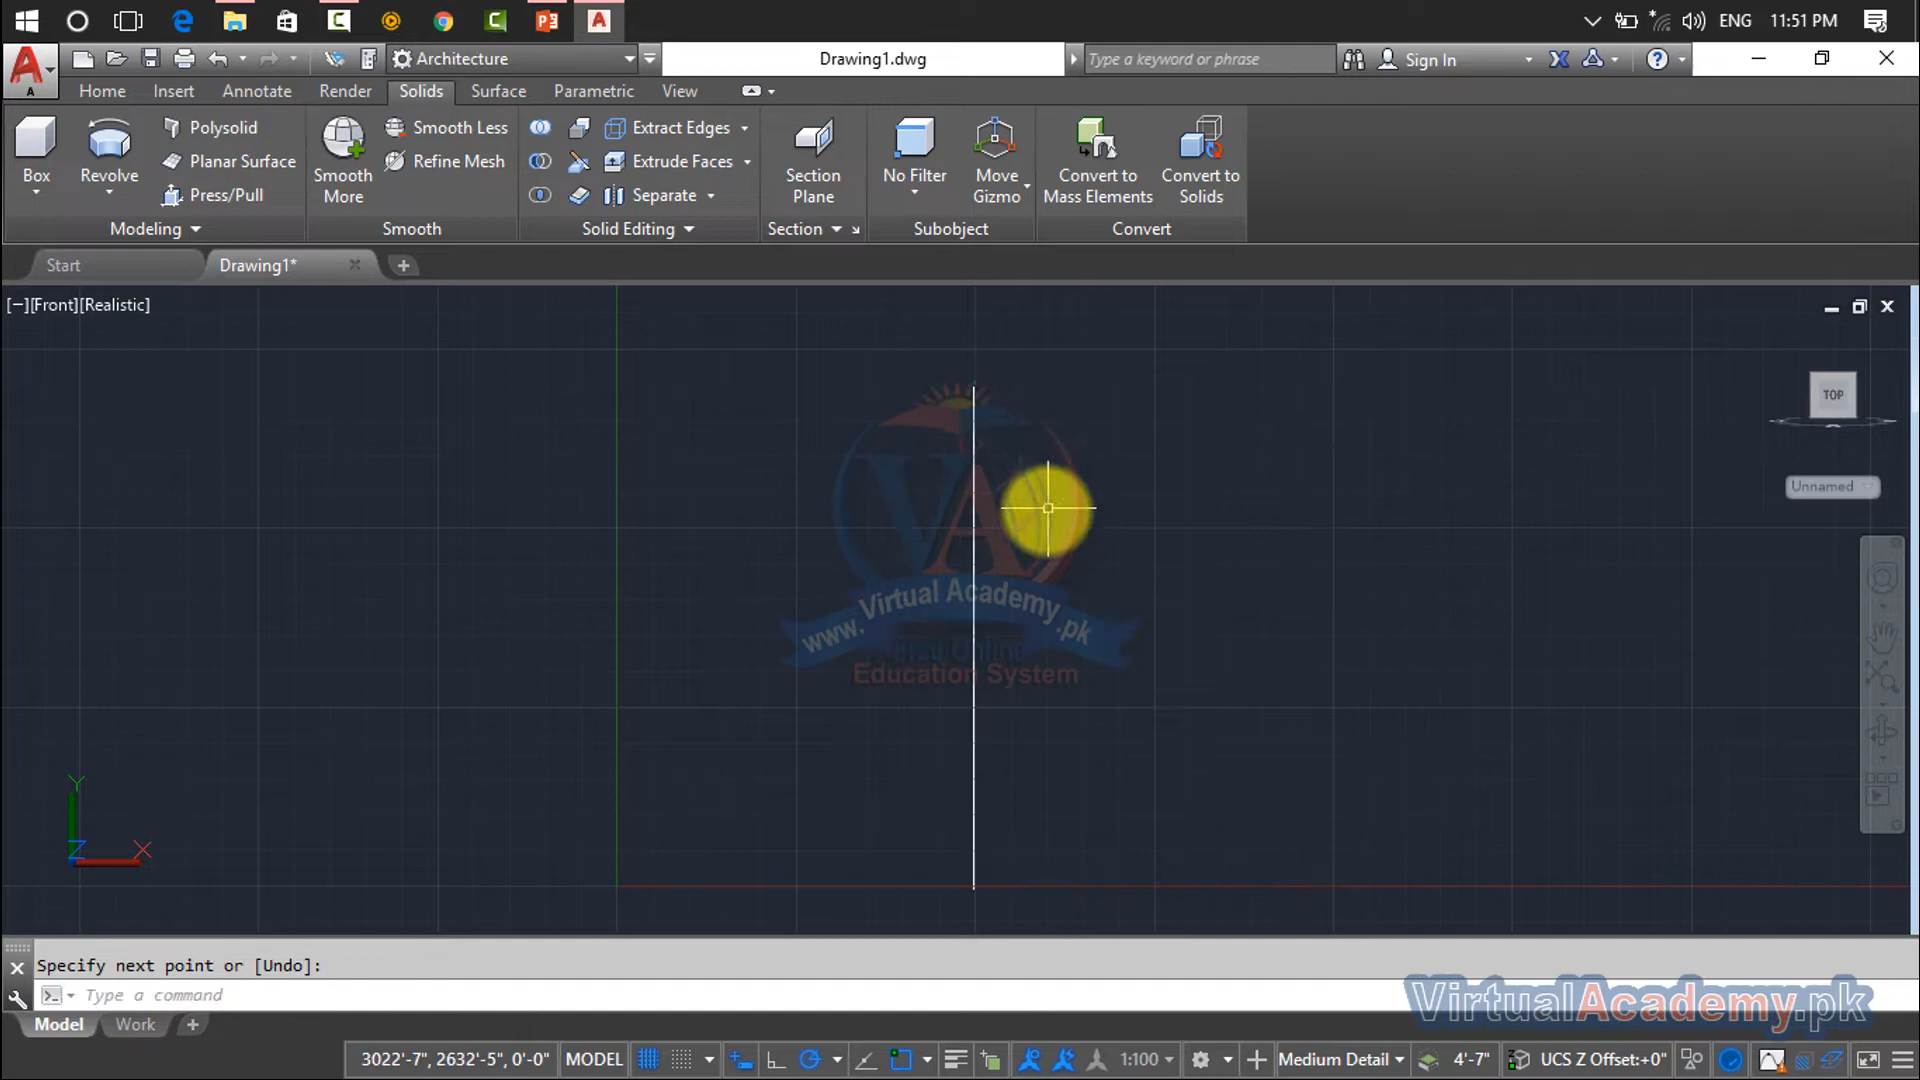 ENG 11:51 PM
Architecture Drawing1.dwg Type a keyword or phrase Sign In
A
Home Insert Annotate Render Solids Surface Parametric View
Box
Revolve
Polysolid
Planar Surface
Press/Pull
Smooth More
Smooth Less
Refine Mesh
Extract Edges
Extrude Faces
Separate
Section Plane
No Filter
Move Gizmo
Convert to Mass Elements
Convert to Solids
Modeling Smooth Solid Editing Section Subobject Convert
Start Drawing1*
[−][Front][Realistic]
TOP
Unnamed
VA
www. Virtual Academy .pk
Education System
Y
Z X
Specify next point or [Undo]:
Type a command
VirtualAcademy.pk
Model Work
3022'-7", 2632'-5", 0'-0" MODEL 1:100 Medium Detail 4'-7" UCS Z Offset:+0"